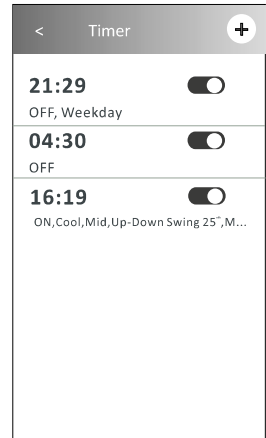 < Timer +
21:29
OFF, Weekday
04:30
OFF
16:19
ON,Cool,Mid,Up-Down Swing 25°,M...